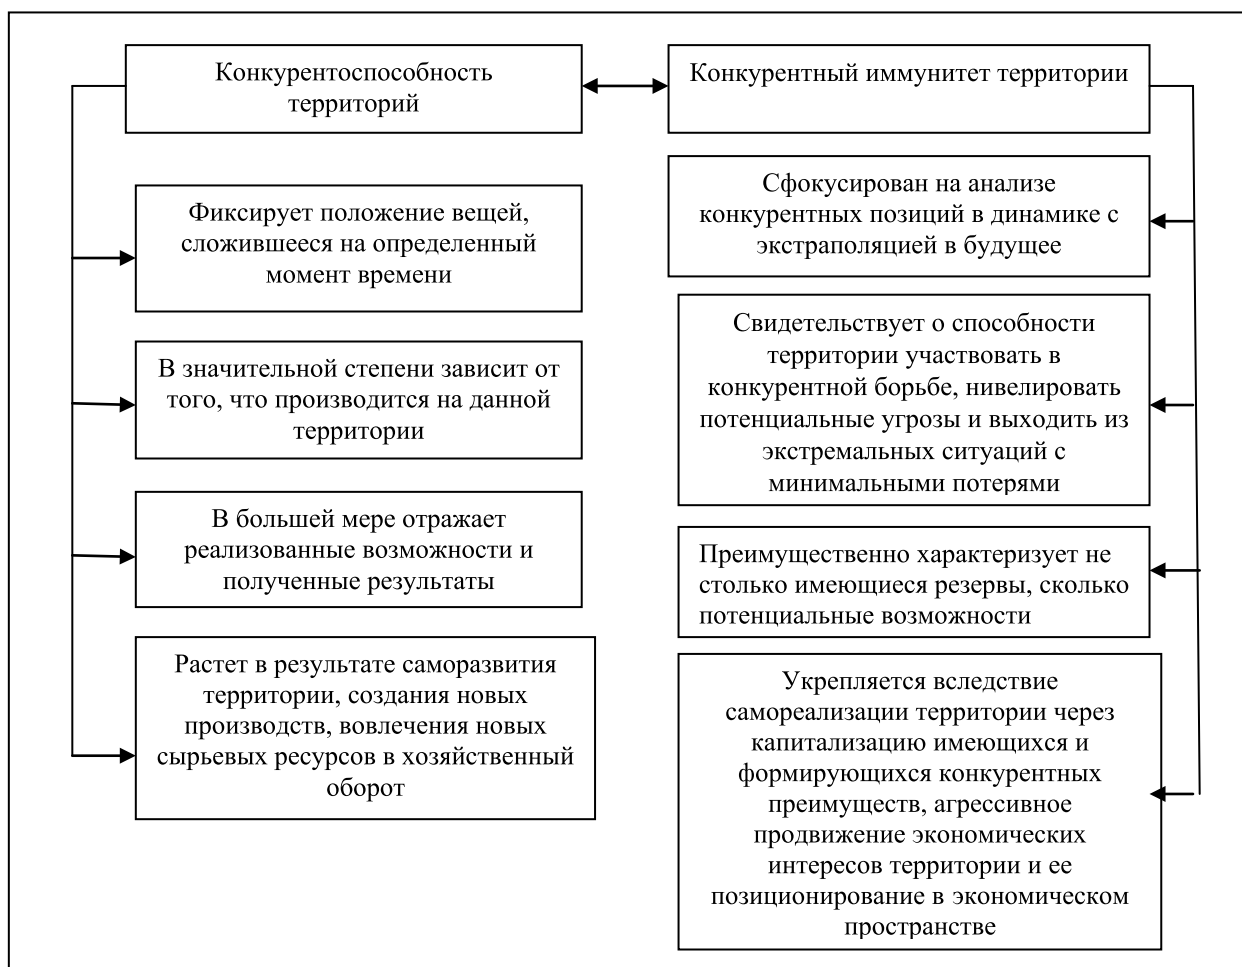 Конкурентоспособность
территорий
Фиксирует положение вещей,
сложившееся на определенный
момент времени
В значительной степени зависит от
того, что производится на данной
территории
В большей мере отражает
реализованные возможности и
полученные результаты
Растет в результате саморазвития
территории, создания новых
производств, вовлечения новых
сырьевых ресурсов в хозяйственный
оборот
Конкурентный иммунитет территории
Сфокусирован на анализе
конкурентных позиций в динамике с
экстраполяцией в будущее
Свидетельствует о способности
территории участвовать в
конкурентной борьбе, нивелировать
потенциальные угрозы и выходить из
экстремальных ситуаций с
минимальными потерями
Преимущественно характеризует не
столько имеющиеся резервы, сколько
потенциальные возможности
Укрепляется вследствие
самореализации территории через
капитализацию имеющихся и
формирующихся конкурентных
преимуществ, агрессивное
продвижение экономических
интересов территории и ее
позиционирование в экономическом
пространстве